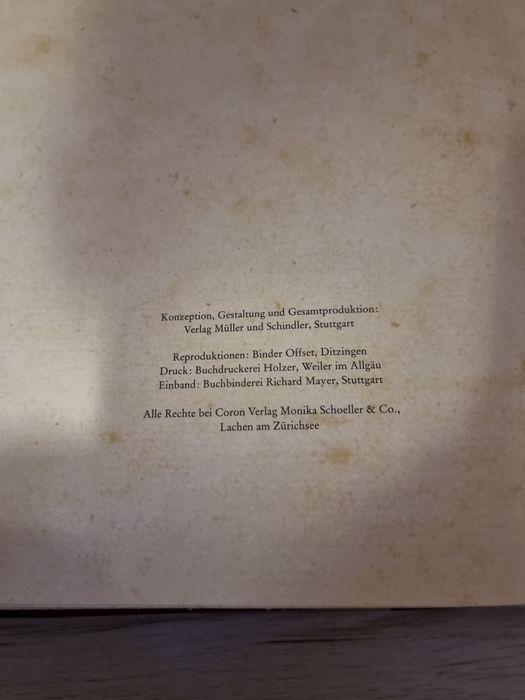 Konzeption, Gestaltung und Gesamtproduktion:
Verlag Müller und Schindler, Stuttgart
Reproduktionen: Binder Offset, Ditzingen
Druck: Buchdruckerei Holzer, Weiler im Allgäu
Einband: Buchbinderei Richard Mayer, Stuttgart
Alle Rechte bei Coron Verlag Monika Schoeller & Co.,
Lachen am Zürichsee